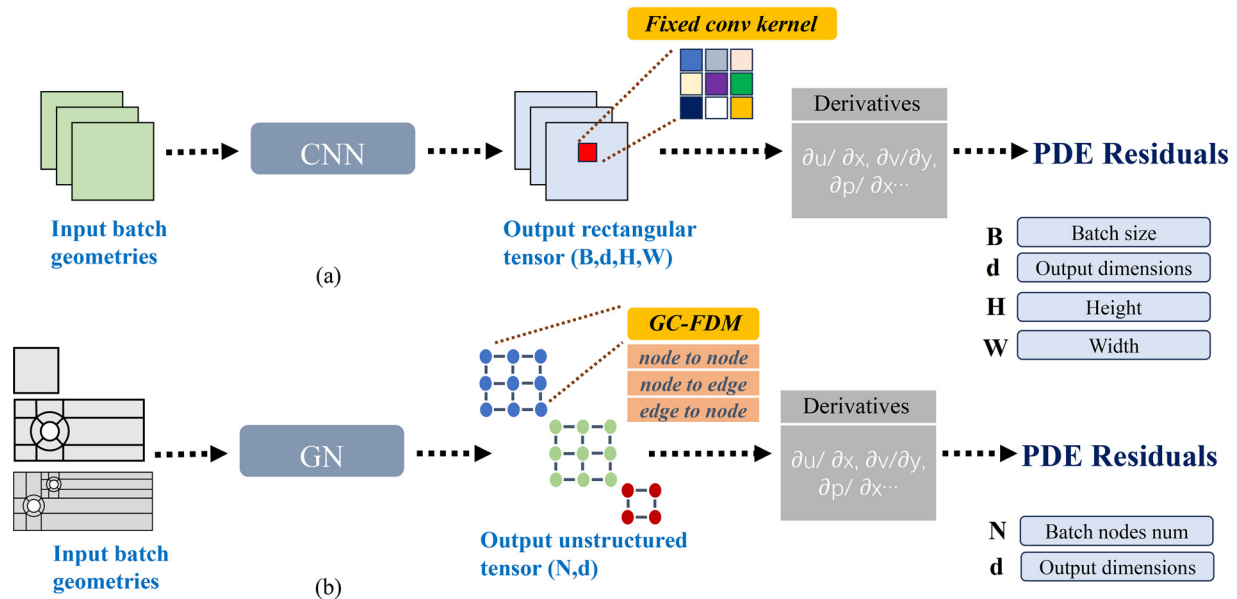 Fixed conv kernel
Derivatives
CNN
∂u/ ∂x, ∂v/∂y,
∂p/ ∂x···
PDE Residuals
Input batch
geometries
Output rectangular
tensor (B,d,H,W)
(a)
B Batch size
d Output dimensions
H Height
W Width
GC-FDM
node to node
node to edge
edge to node
Derivatives
GN
∂u/ ∂x, ∂v/∂y,
∂p/ ∂x···
PDE Residuals
Input batch
geometries
Output unstructured
tensor (N,d)
(b)
N Batch nodes num
d Output dimensions